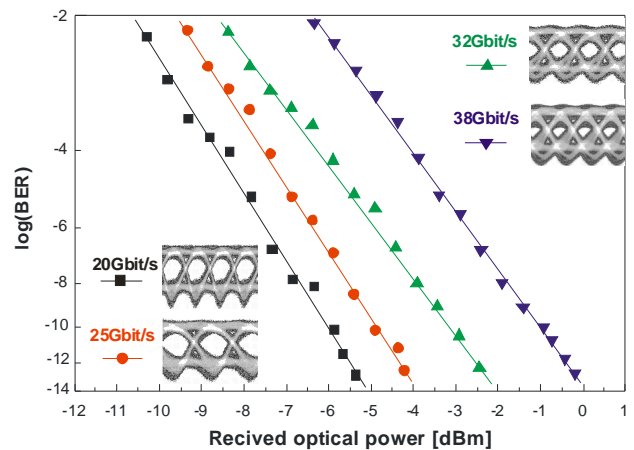 -2
-4
-6
-8
-10
-12
-14
log(BER)
32Gbit/s
38Gbit/s
20Gbit/s
25Gbit/s
-12 -11 -10 -9 -8 -7 -6 -5 -4 -3 -2 -1 0 1
Recived optical power [dBm]